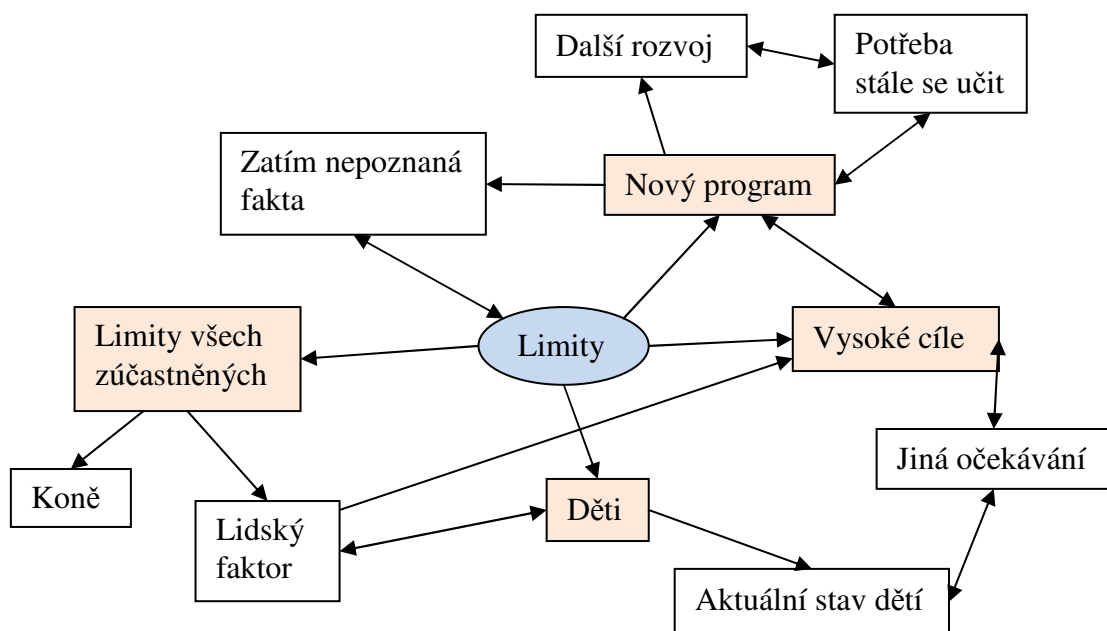 Další rozvoj
Potřeba
stále se učit
Zatím nepoznaná
fakta
Nový program
Limity všech
zúčastněných
Limity
Vysoké cíle
Jiná očekávání
Koně
Lidský
faktor
Děti
Aktuální stav dětí